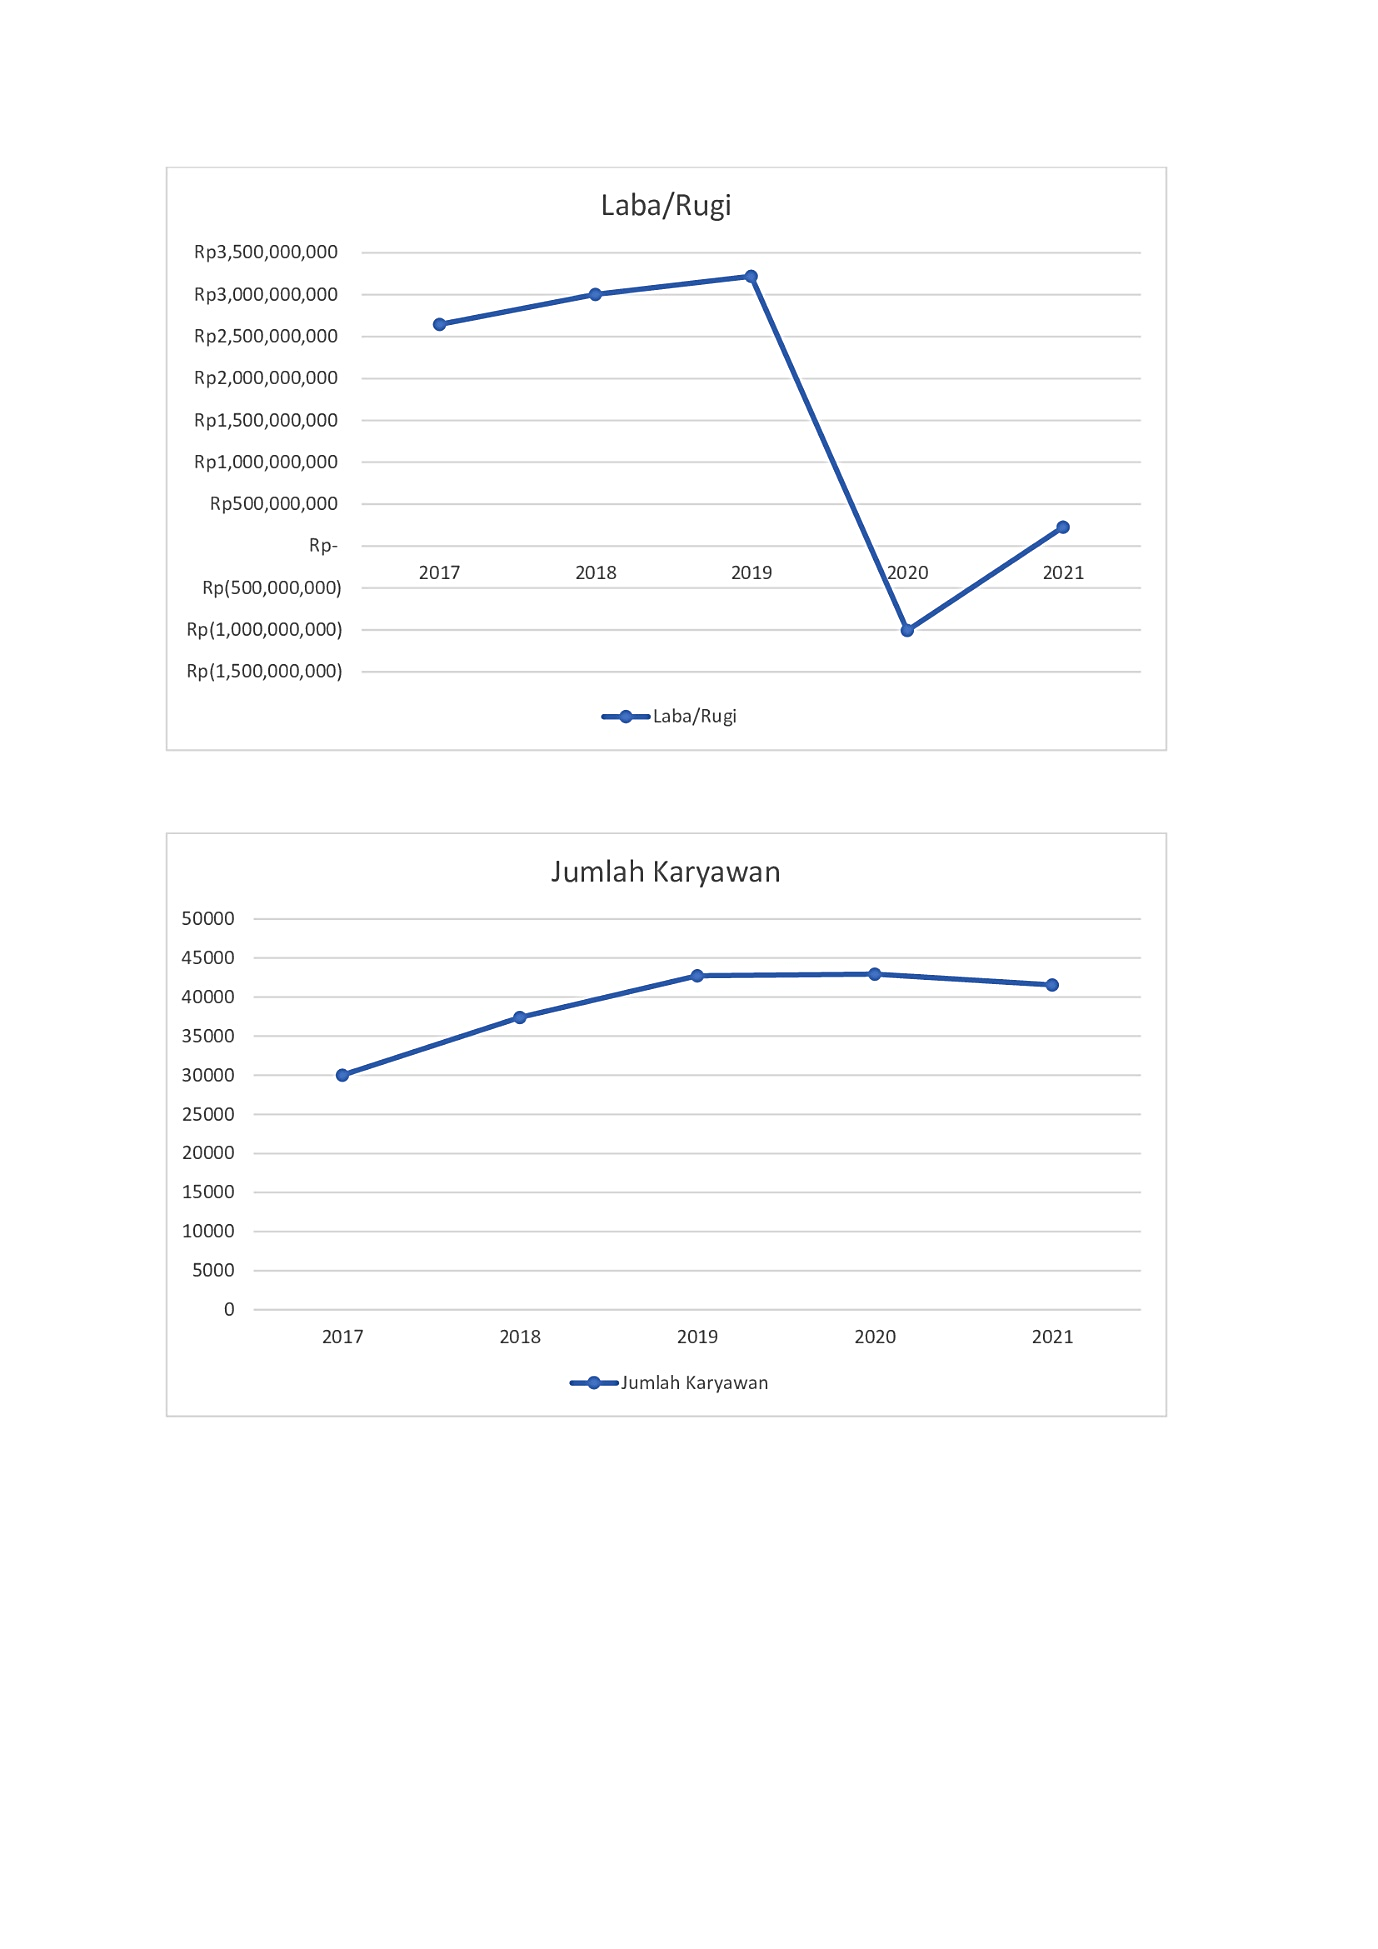 Laba/Rugi
Rp3,500,000,000
Rp3,000,000,000
Rp2,500,000,000
Rp2,000,000,000
Rp1,500,000,000
Rp1,000,000,000
Rp500,000,000
Rp-
2017 2018 2019 2020 2021
Rp(500,000,000)
Rp(1,000,000,000)
Rp(1,500,000,000)
Laba/Rugi
Jumlah Karyawan
50000
45000
40000
35000
30000
25000
20000
15000
10000
5000
0
2017 2018 2019 2020 2021
Jumlah Karyawan